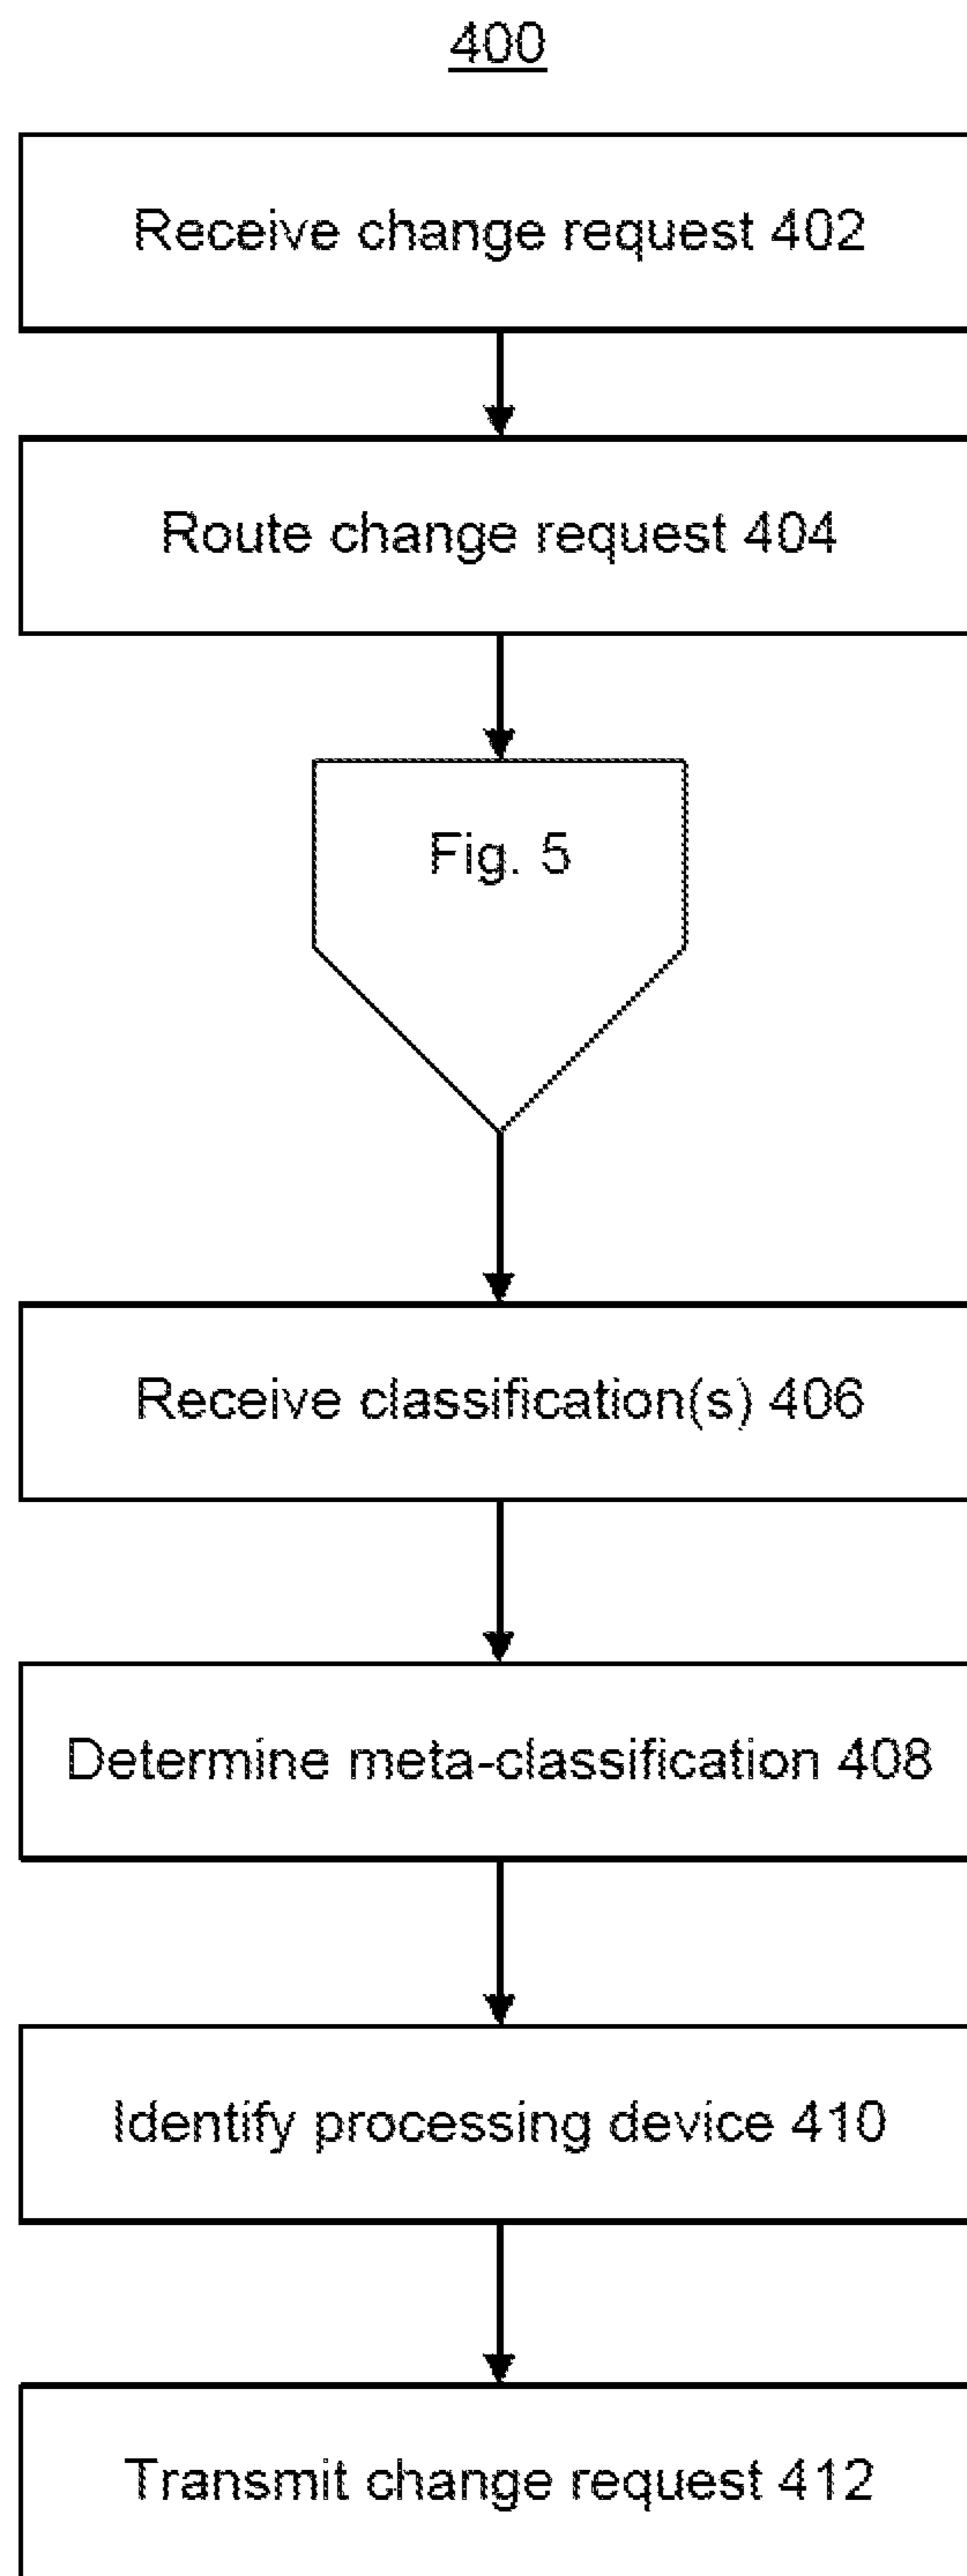 400
Receive change request 402
Route change request 404
Fig. 5
Receive classification(s) 406
Determine meta-classification 408
Identify processing device 410
Transmit change request 412